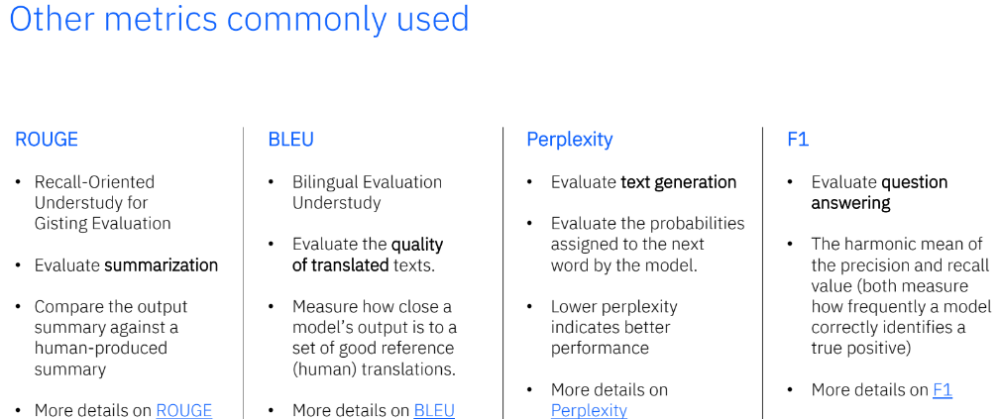 Other metrics commonly used
ROUGE
• Recall-Oriented
Understudy for
Gisting Evaluation
• Evaluate summarization
• Compare the output
summary against a
human-produced
summary
• More details on ROUGE
BLEU
• Bilingual Evaluation
Understudy
• Evaluate the quality
of translated texts.
• Measure how close a
model’s output is to a
set of good reference
(human) translations.
• More details on BLEU
Perplexity
• Evaluate text generation
• Evaluate the probabilities
assigned to the next
word by the model.
• Lower perplexity
indicates better
performance
• More details on
Perplexity
F1
• Evaluate question
answering
• The harmonic mean of
the precision and recall
value (both measure
how frequently a model
correctly identifies a
true positive)
• More details on F1